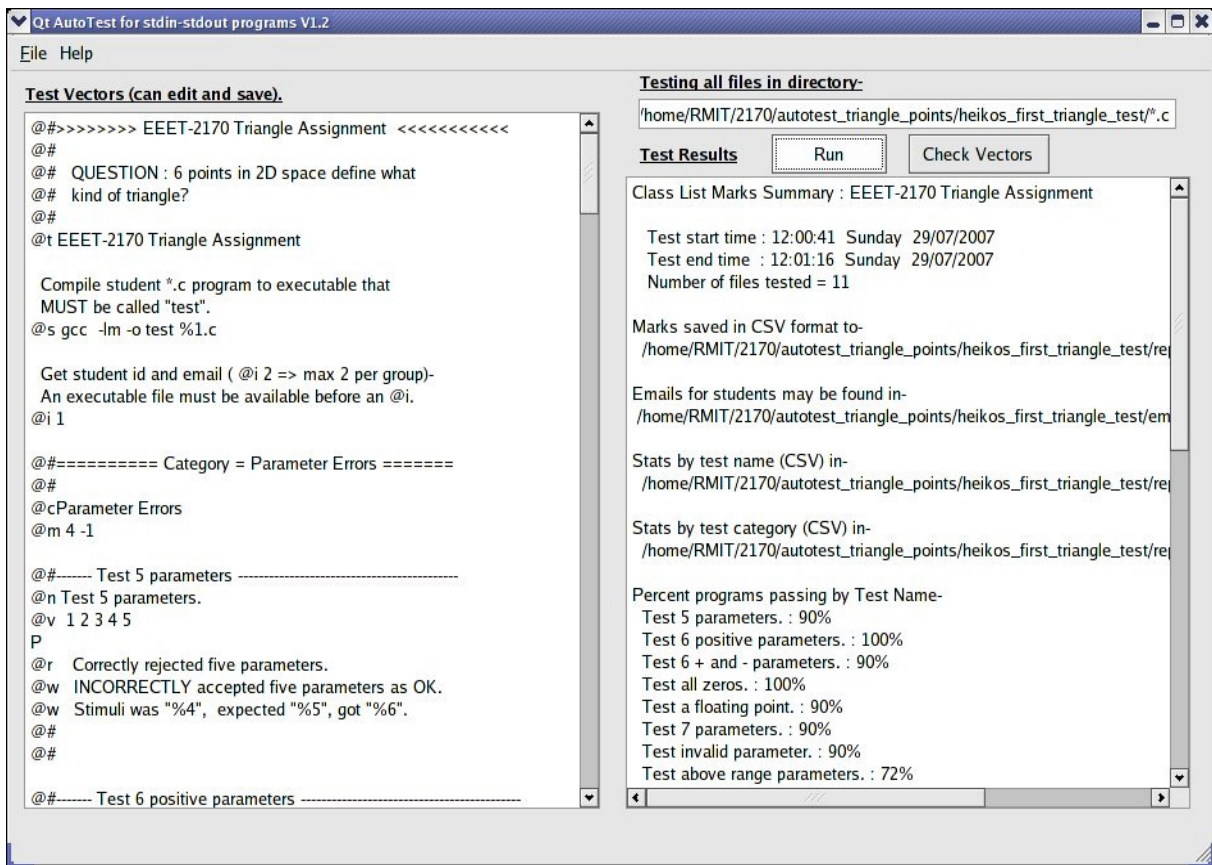 Qt AutoTest for stdin-stdout programs V1.2
File Help
Test Vectors (can edit and save).
@#>>>>>>>> EEET-2170 Triangle Assignment <<<<<<<<<<<
@#
@# QUESTION : 6 points in 2D space define what
@# kind of triangle?
@#
@t EEET-2170 Triangle Assignment
Compile student *.c program to executable that
MUST be called "test".
@s gcc -lm -o test %1.c
Get student id and email ( @i 2 => max 2 per group)-
An executable file must be available before an @i.
@i 1
@#========== Category = Parameter Errors =======
@#
@cParameter Errors
@m 4 -1
@#------- Test 5 parameters --------------------------------------------
@n Test 5 parameters.
@v 1 2 3 4 5
P
@r Correctly rejected five parameters.
@w INCORRECTLY accepted five parameters as OK.
@w Stimuli was "%4", expected "%5", got "%6".
@#
@#
@#------- Test 6 positive parameters --------------------------------------------
Testing all files in directory-
/home/RMIT/2170/autotest_triangle_points/heikos_first_triangle_test/*.c
Test Results Run Check Vectors
Class List Marks Summary : EEET-2170 Triangle Assignment
Test start time : 12:00:41 Sunday 29/07/2007
Test end time : 12:01:16 Sunday 29/07/2007
Number of files tested = 11
Marks saved in CSV format to-
/home/RMIT/2170/autotest_triangle_points/heikos_first_triangle_test/rep
Emails for students may be found in-
/home/RMIT/2170/autotest_triangle_points/heikos_first_triangle_test/em
Stats by test name (CSV) in-
/home/RMIT/2170/autotest_triangle_points/heikos_first_triangle_test/rep
Stats by test category (CSV) in-
/home/RMIT/2170/autotest_triangle_points/heikos_first_triangle_test/rep
Percent programs passing by Test Name-
Test 5 parameters. : 90%
Test 6 positive parameters. : 100%
Test 6 + and - parameters. : 90%
Test all zeros. : 100%
Test a floating point. : 90%
Test 7 parameters. : 90%
Test invalid parameter. : 90%
Test above range parameters. : 72%